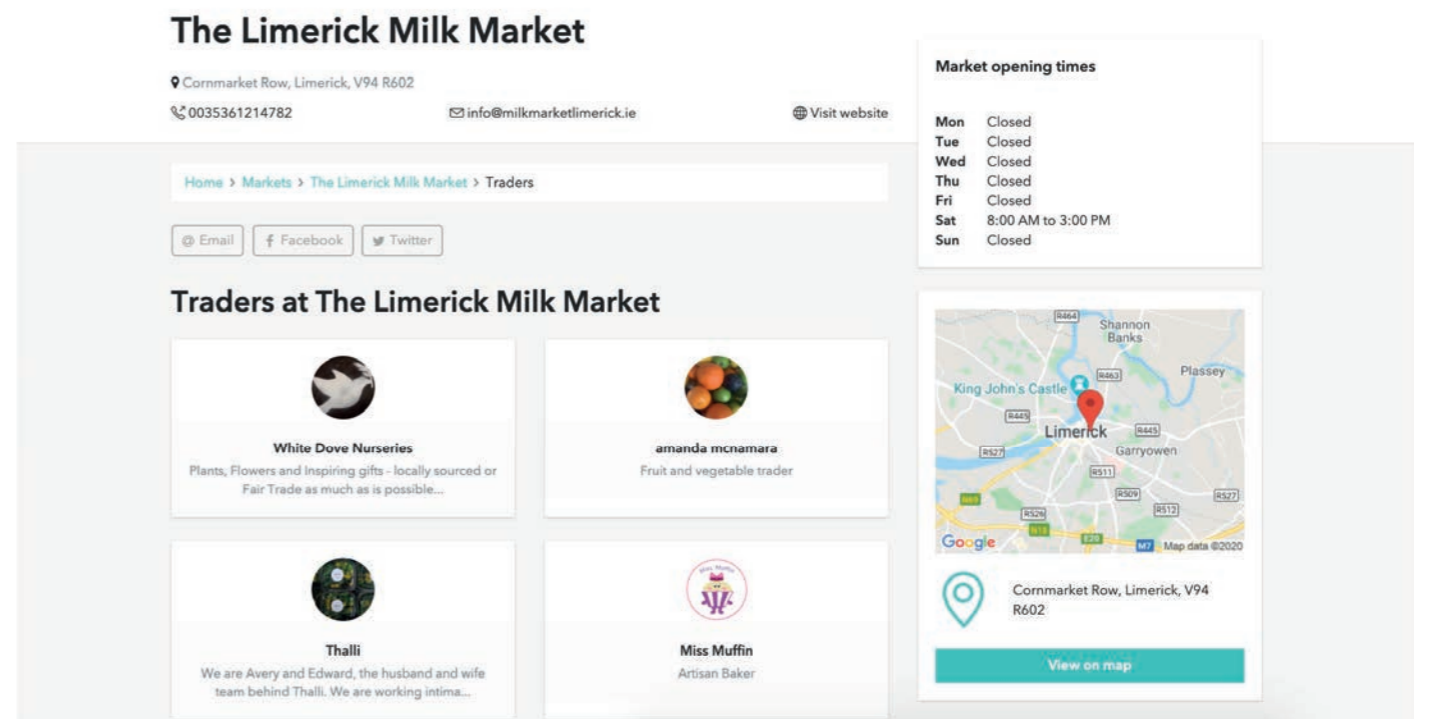 The Limerick Milk Market
Cornmarket Row, Limerick, V94 R602
0035361214782
info@milkmarketlimerick.ie
Visit website
Home > Markets > The Limerick Milk Market > Traders
@ Email
Facebook
Twitter
Traders at The Limerick Milk Market
White Dove Nurseries
Plants, Flowers and Inspiring gifts - locally sourced or
Fair Trade as much as is possible...
amanda mcnamara
Fruit and vegetable trader
Thalli
We are Avery and Edward, the husband and wife
team behind Thalli. We are working intima...
Miss Muffin
Miss Muffin
Artisan Baker
Market opening times
Mon Closed
Tue Closed
Wed Closed
Thu Closed
Fri Closed
Sat 8:00 AM to 3:00 PM
Sun Closed
R464
Shannon
Banks
R463
Plassey
King John's Castle
R445
Limerick
R445
R527
Garryowen
R511
N69
R509
R527
R526
R512
N18
E20
M7
Google
Map data ©2020
Cornmarket Row, Limerick, V94
R602
View on map